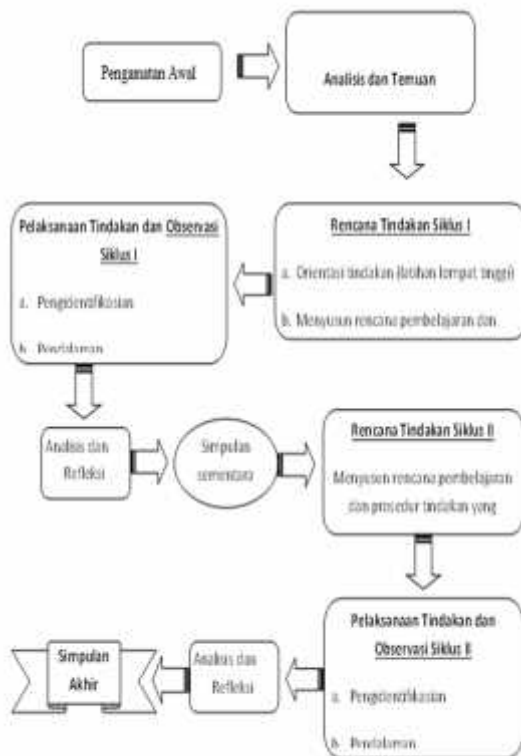 Pengamatan Awal
Analisis dan Temuan
Rencana Tindakan Siklus I
a. Orientasi tindakan (latihan lompat tinggi)
b. Menyusun rencana pembelajaran dan
Pelaksanaan Tindakan dan Observasi
Siklus I
a. Pengidentifikasian
b. Pendalaman
Analisis dan
Refleksi
Simpulan
sementara
Rencana Tindakan Siklus II
Menyusun rencana pembelajaran
dan prosedur tindakan yang
Pelaksanaan Tindakan dan
Observasi Siklus II
a. Pengidentifikasian
b. Pendalaman
Analisis dan
Refleksi
Simpulan
Akhir